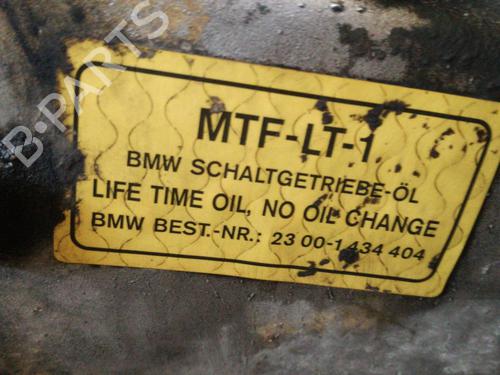 MTF-LT-1
BMW SCHALTGETRIEBE-ÖL
LIFE TIME OIL, NO OIL CHANGE
BMW BEST.-NR.: 23 00-1 434 404
B-PARTS